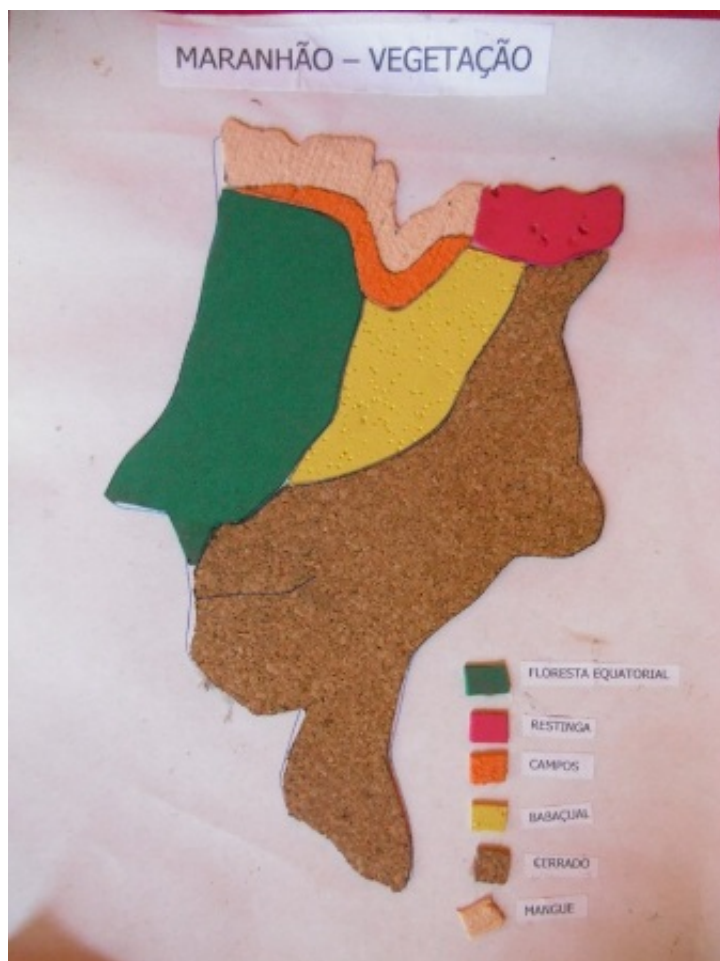 MARANHÃO – VEGETAÇÃO
FLORESTA EQUATORIAL
RESTINGA
CAMPOS
BABAÇUAL
CERRADO
MANGUE